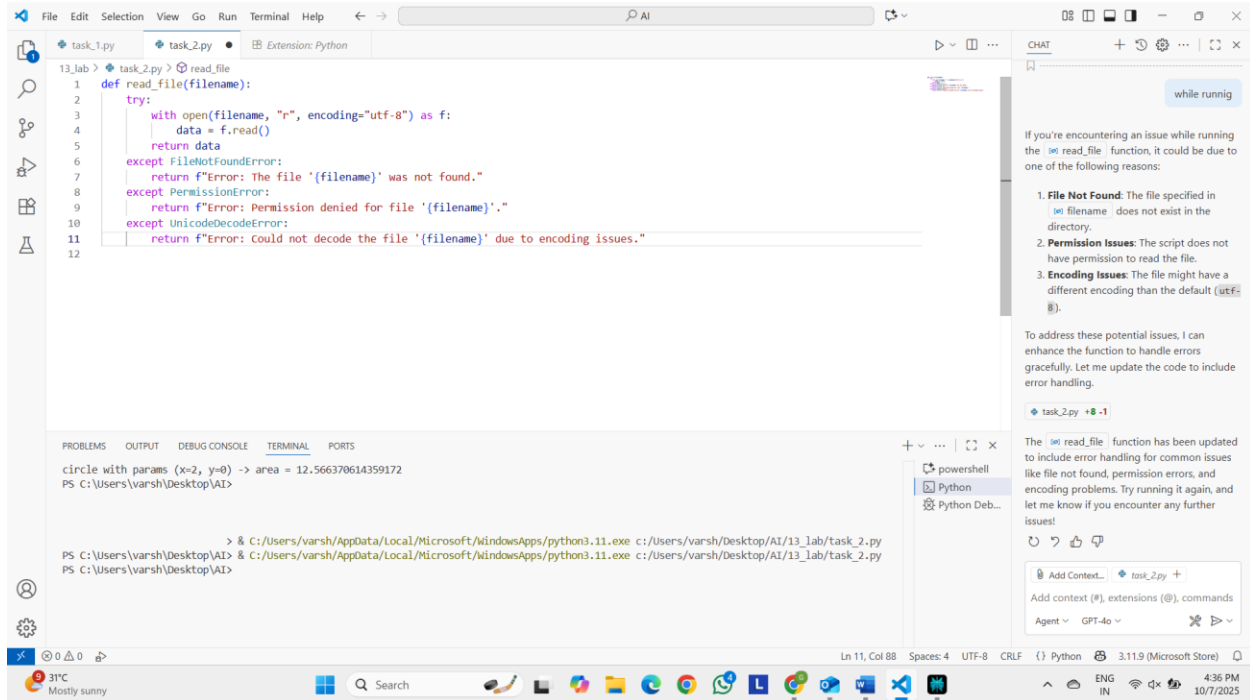 File Edit Selection View Go Run Terminal Help
AI
task_1.py
task_2.py
Extension: Python
13_lab > task_2.py > read_file
1 def read_file(filename):
2     try:
3         with open(filename, "r", encoding="utf-8") as f:
4             data = f.read()
5         return data
6     except FileNotFoundError:
7         return f"Error: The file '{filename}' was not found."
8     except PermissionError:
9         return f"Error: Permission denied for file '{filename}'."
10     except UnicodeDecodeError:
11         return f"Error: Could not decode the file '{filename}' due to encoding issues."
12
PROBLEMS OUTPUT DEBUG CONSOLE TERMINAL PORTS
circle with params (x=2, y=0) -> area = 12.566370614359172
PS C:\Users\varsh\Desktop\AI>
> & C:/Users/varsh/AppData/Local/Microsoft/WindowsApps/python3.11.exe c:/Users/varsh/Desktop/AI/13_lab/task_2.py
PS C:\Users\varsh\Desktop\AI> & C:/Users/varsh/AppData/Local/Microsoft/WindowsApps/python3.11.exe c:/Users/varsh/Desktop/AI/13_lab/task_2.py
PS C:\Users\varsh\Desktop\AI>
powershell
Python
Python Deb...
CHAT
while runnig
If you're encountering an issue while running
the read_file function, it could be due to
one of the following reasons:
1. File Not Found: The file specified in
filename does not exist in the
directory.
2. Permission Issues: The script does not
have permission to read the file.
3. Encoding Issues: The file might have a
different encoding than the default (utf-
8).
To address these potential issues, I can
enhance the function to handle errors
gracefully. Let me update the code to include
error handling.
task_2.py +8 -1
The read_file function has been updated
to include error handling for common issues
like file not found, permission errors, and
encoding problems. Try running it again, and
let me know if you encounter any further
issues!
Add Context... task_2.py +
Add context (#), extensions (@), commands
Agent GPT-4o
0 0
Ln 11, Col 88 Spaces: 4 UTF-8 CRLF {} Python 3.11.9 (Microsoft Store)
9
31°C
Mostly sunny
Search
ENG
IN
4:36 PM
10/7/2025